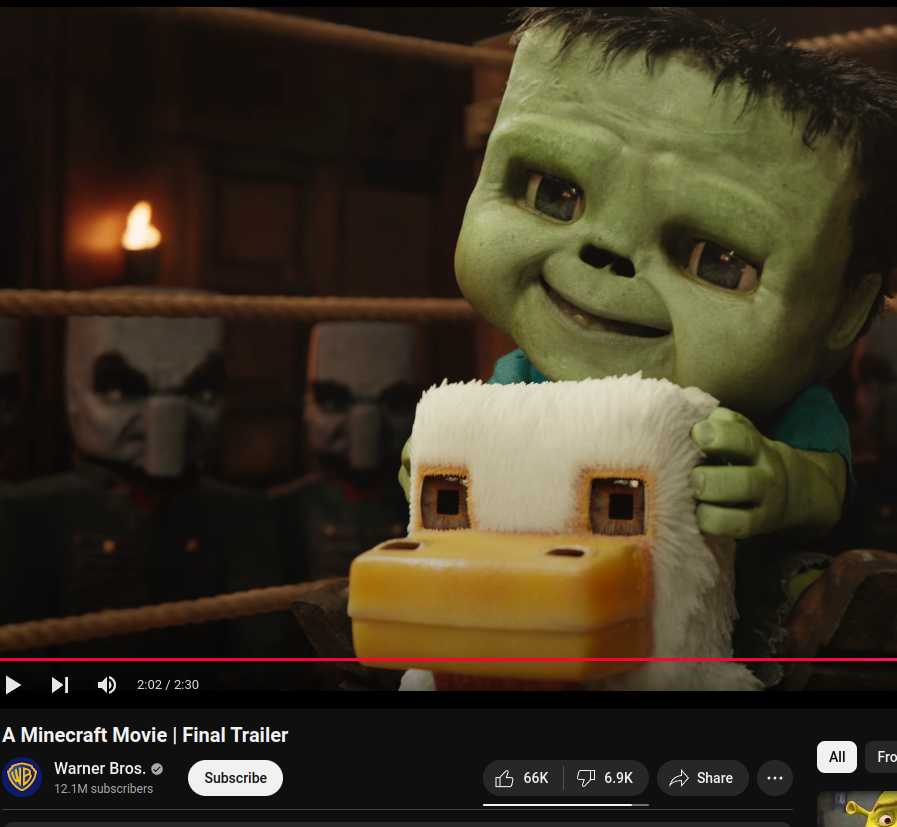 2:02 / 2:30
A Minecraft Movie | Final Trailer
All
Fro
WB
Warner Bros.
12.1M subscribers
Subscribe
66K
6.9K
Share